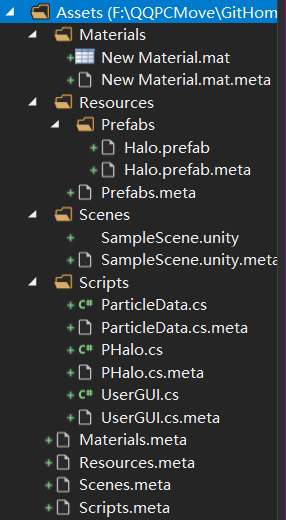 Assets (F:\QQPCMove\GitHom
Materials
New Material.mat
New Material.mat.meta
Resources
Prefabs
Halo.prefab
Halo.prefab.meta
Prefabs.meta
Scenes
SampleScene.unity
SampleScene.unity.meta
Scripts
C# ParticleData.cs
ParticleData.cs.meta
C# PHalo.cs
PHalo.cs.meta
C# UserGUI.cs
UserGUI.cs.meta
Materials.meta
Resources.meta
Scenes.meta
Scripts.meta